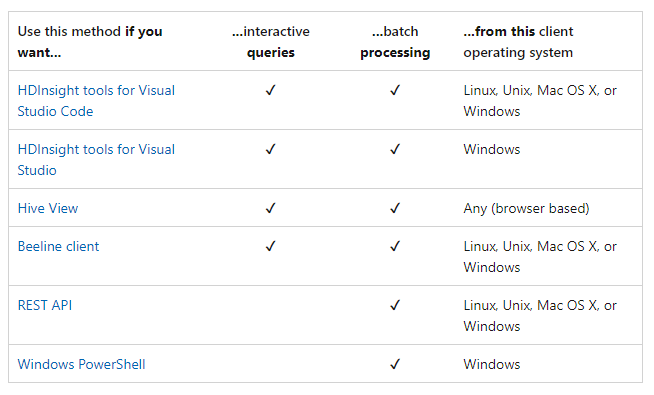 Use this method if you want... ...interactive queries ...batch processing ...from this client operating system
HDInsight tools for Visual Studio Code ✓ ✓ Linux, Unix, Mac OS X, or Windows
HDInsight tools for Visual Studio ✓ ✓ Windows
Hive View ✓ ✓ Any (browser based)
Beeline client ✓ ✓ Linux, Unix, Mac OS X, or Windows
REST API ✓ Linux, Unix, Mac OS X, or Windows
Windows PowerShell ✓ Windows